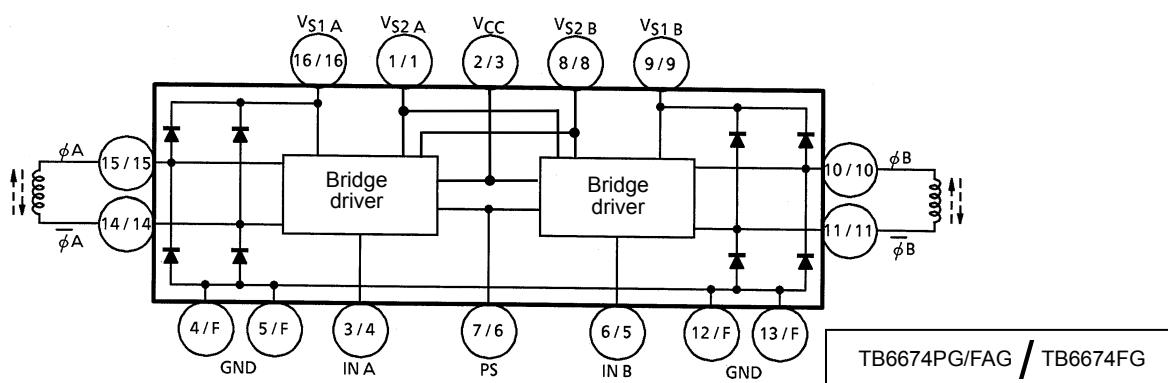 VS1 A VS2 A VCC VS2 B VS1 B
16/16 1/1 2/3 8/8 9/9
ϕA 15/15 10/10 ϕB
Bridge driver Bridge driver
ϕ̅A 14/14 11/11 ϕ̅B
4/F 5/F 3/4 7/6 6/5 12/F 13/F
GND IN A PS IN B GND
TB6674PG/FAG / TB6674FG